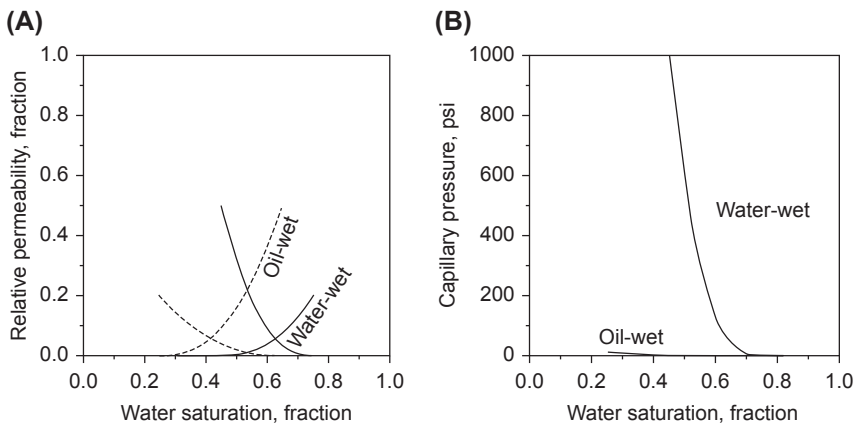 (A)
Relative permeability, fraction
1.0
0.8
0.6
0.4
0.2
0.0
0.0 0.2 0.4 0.6 0.8 1.0
Water saturation, fraction
Oil-wet
Water-wet
(B)
Capillary pressure, psi
1000
800
600
400
200
0
0.0 0.2 0.4 0.6 0.8 1.0
Water saturation, fraction
Water-wet
Oil-wet